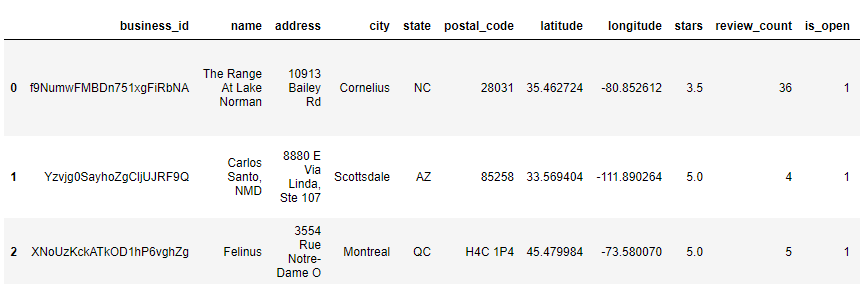 business_id name address city state postal_code latitude longitude stars review_count is_open
0 f9NumwFMBDn751xgFiRbNA The Range At Lake Norman 10913 Bailey Rd Cornelius NC 28031 35.462724 -80.852612 3.5 36 1
1 Yzvjg0SayhoZgCljUJRF9Q Carlos Santo, NMD 8880 E Via Linda, Ste 107 Scottsdale AZ 85258 33.569404 -111.890264 5.0 4 1
2 XNoUzKckATkOD1hP6vghZg Felinus 3554 Rue Notre-Dame O Montreal QC H4C 1P4 45.479984 -73.580070 5.0 5 1